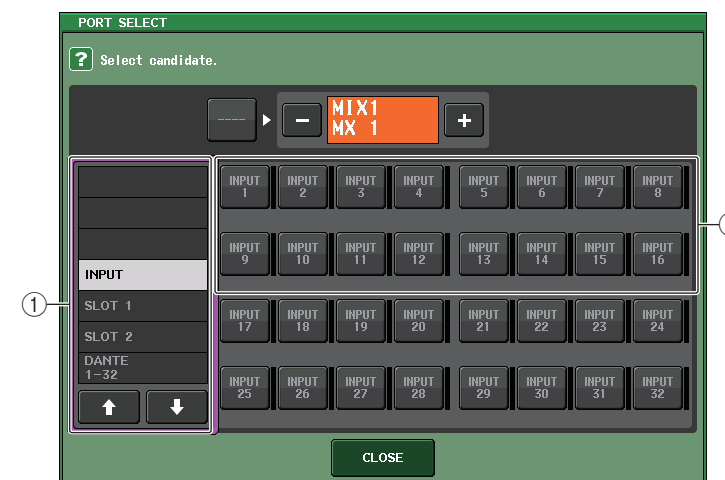 PORT SELECT
? Select candidate.
---- − MIX1 +
MX 1
INPUT
SLOT 1
SLOT 2
DANTE
1-32
INPUT 1 INPUT 2 INPUT 3 INPUT 4 INPUT 5 INPUT 6 INPUT 7 INPUT 8
INPUT 9 INPUT 10 INPUT 11 INPUT 12 INPUT 13 INPUT 14 INPUT 15 INPUT 16
INPUT 17 INPUT 18 INPUT 19 INPUT 20 INPUT 21 INPUT 22 INPUT 23 INPUT 24
INPUT 25 INPUT 26 INPUT 27 INPUT 28 INPUT 29 INPUT 30 INPUT 31 INPUT 32
CLOSE
①